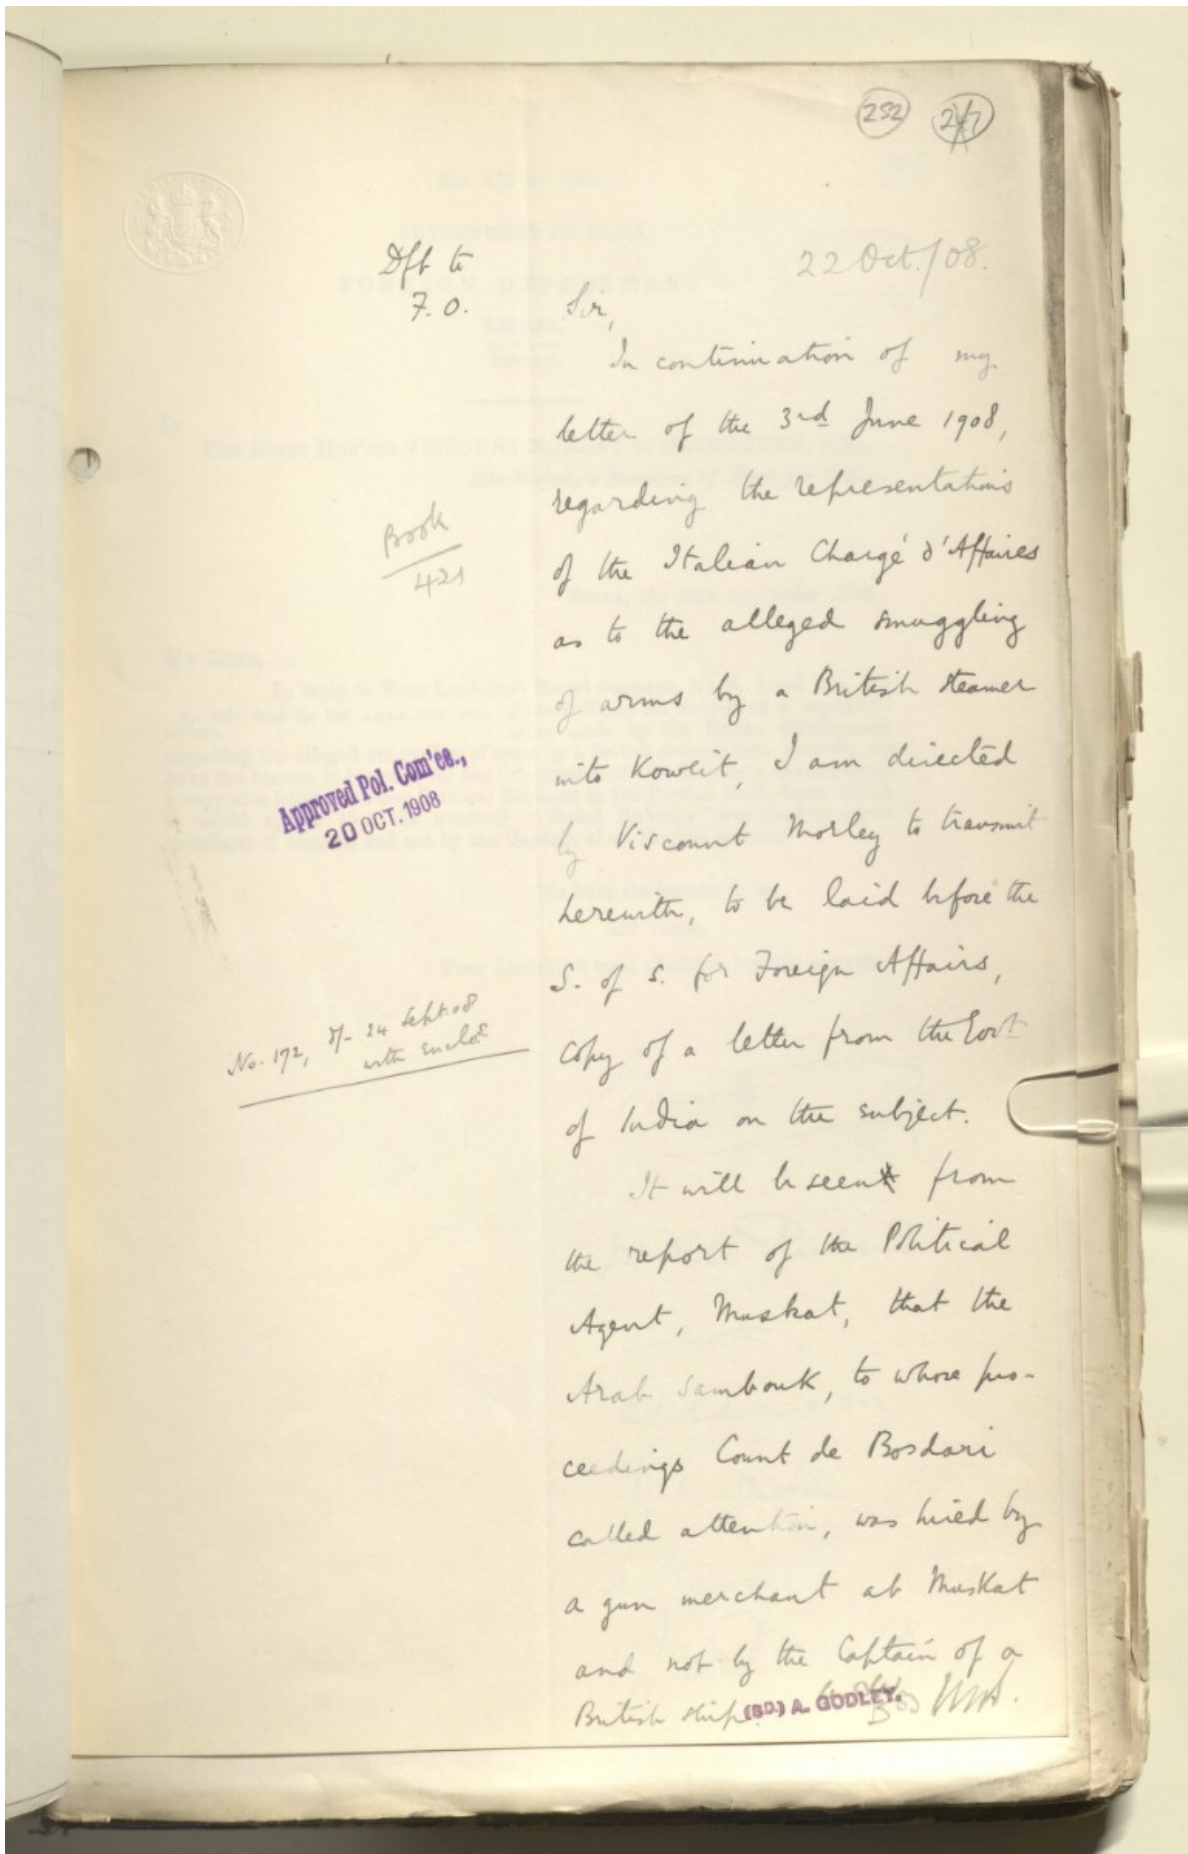 252 247
Dft to
F. O.
22 Oct./08.
Sir,
In continuation of my
letter of the 3rd June 1908,
regarding the representations
of the Italian Chargé d'Affaires
as to the alleged smuggling
of arms by a British steamer
into Koweit, I am directed
by Viscount Morley to transmit
herewith, to be laid before the
S. of S. for Foreign Affairs,
copy of a letter from the Govt
of India on the subject.
It will be seen from
the report of the Political
Agent, Muskat, that the
Arab Sambouk, to whose pro-
ceedings Count de Bosdari
called attention, was hired by
a gun merchant at Muskat
and not by the Captain of a
British ship.
(SD.) A. GODLEY.
Book
421
Approved Pol. Com'ee.,
20 OCT. 1908
No. 172, d/- 24 Sept. 08
with enclos